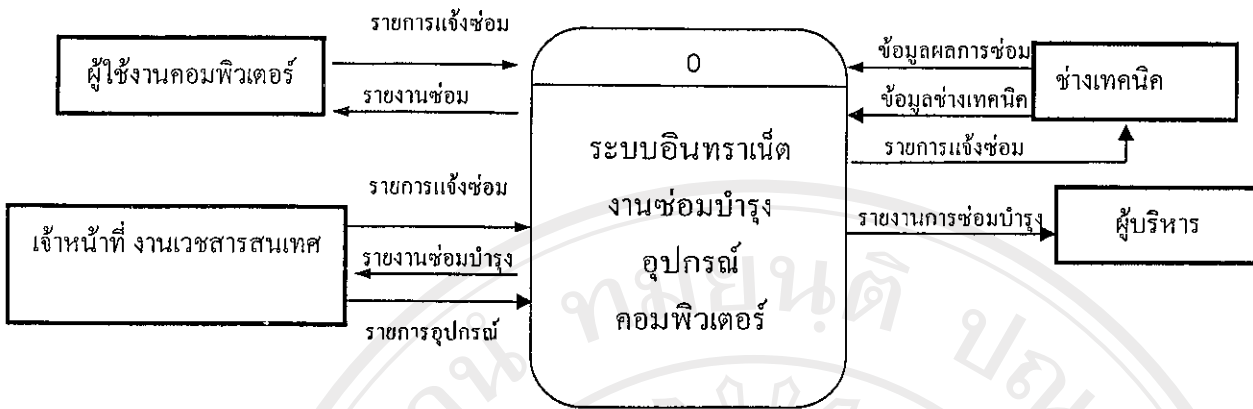 รายการแจ้งซ่อม
ผู้ใช้งานคอมพิวเตอร์
รายงานซ่อม
0
ระบบอินทราเน็ต
งานซ่อมบำรุง
อุปกรณ์
คอมพิวเตอร์
ข้อมูลผลการซ่อม
ช่างเทคนิค
ข้อมูลช่างเทคนิค
รายการแจ้งซ่อม
รายการแจ้งซ่อม
เจ้าหน้าที่ งานเวชสารสนเทศ
รายงานซ่อมบำรุง
รายการอุปกรณ์
รายงานการซ่อมบำรุง
ผู้บริหาร
ทมยนฺติ